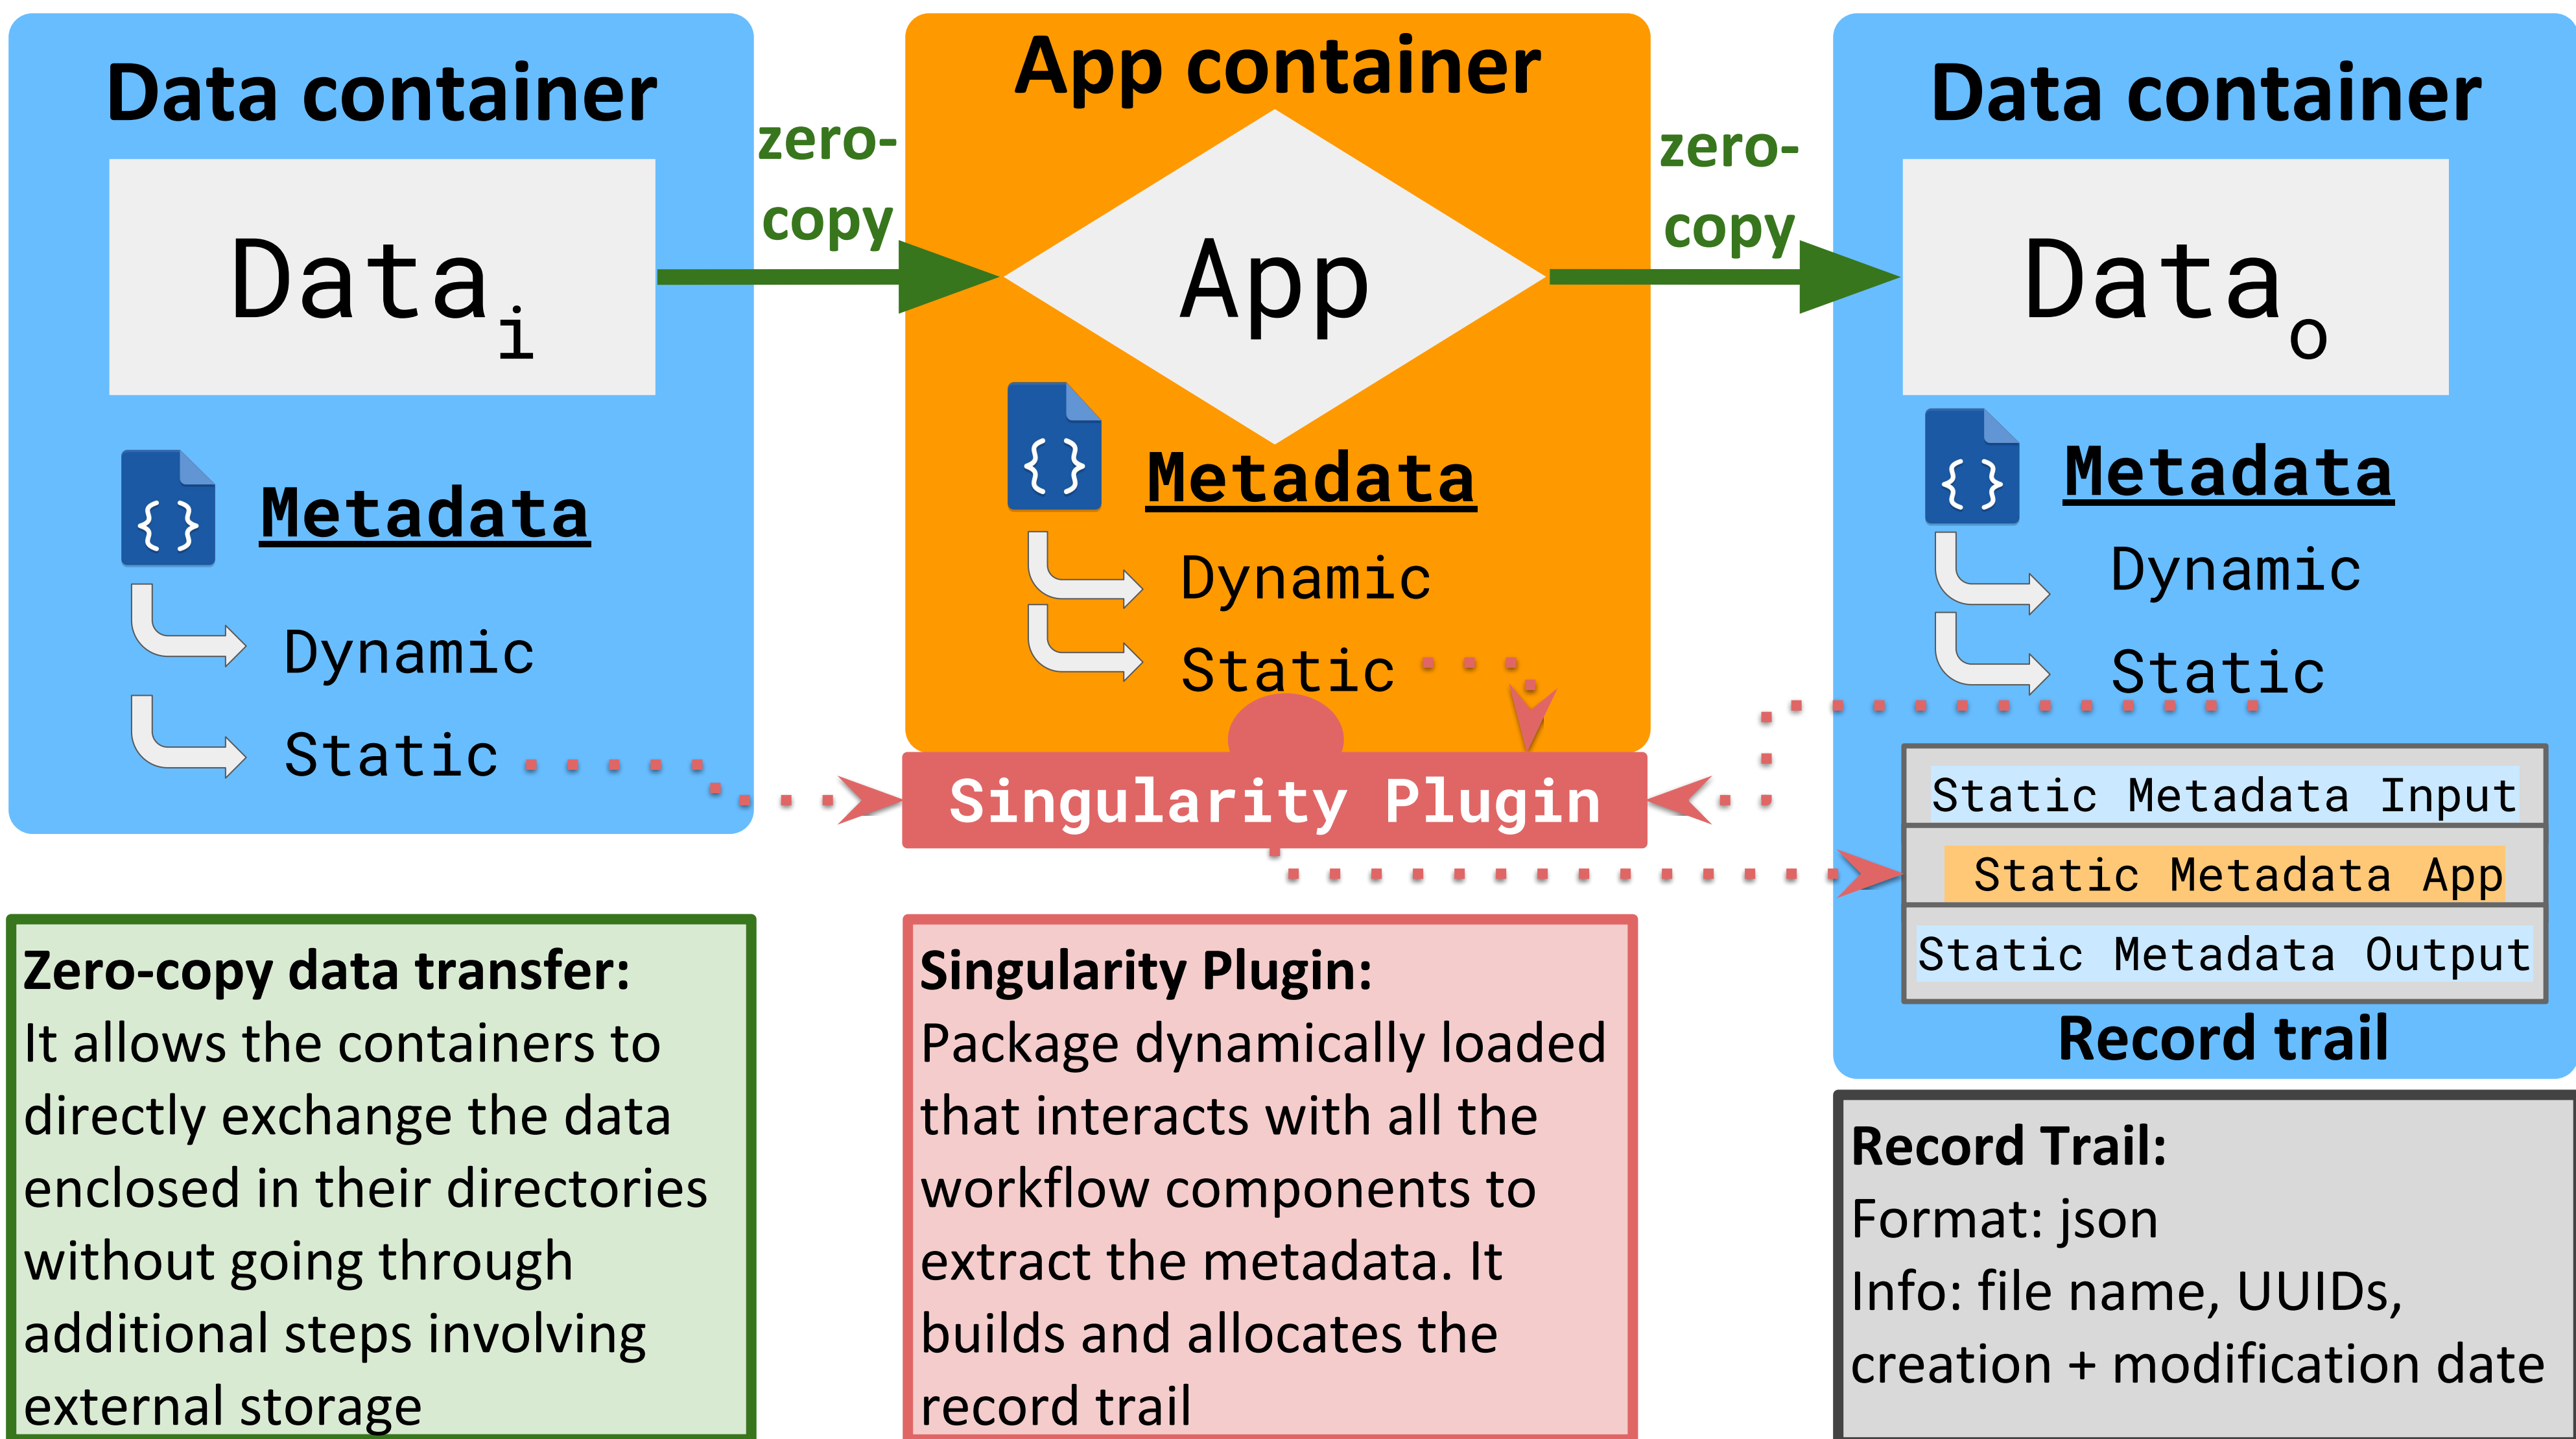 Data container
Data i
{ }
Metadata
Dynamic
Static
zero-
copy
App container
App
{ }
Metadata
Dynamic
Static
Singularity Plugin
zero-
copy
Data container
Data o
{ }
Metadata
Dynamic
Static
Static Metadata Input
Static Metadata App
Static Metadata Output
Record trail
Zero-copy data transfer:
It allows the containers to
directly exchange the data
enclosed in their directories
without going through
additional steps involving
external storage
Singularity Plugin:
Package dynamically loaded
that interacts with all the
workflow components to
extract the metadata. It
builds and allocates the
record trail
Record Trail:
Format: json
Info: file name, UUIDs,
creation + modification date